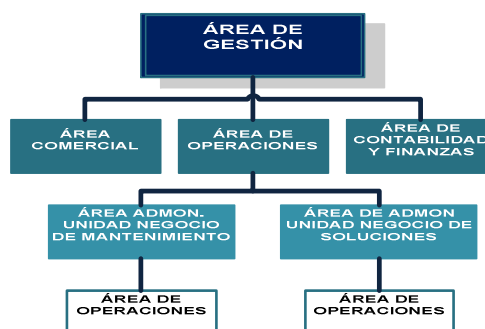 ÁREA DE
GESTIÓN
ÁREA
COMERCIAL
ÁREA DE
OPERACIONES
ÁREA DE
CONTABILIDAD
Y FINANZAS
ÁREA ADMON.
UNIDAD NEGOCIO
DE MANTENIMIENTO
ÁREA DE ADMON
UNIDAD NEGOCIO DE
SOLUCIONES
ÁREA DE
OPERACIONES
ÁREA DE
OPERACIONES